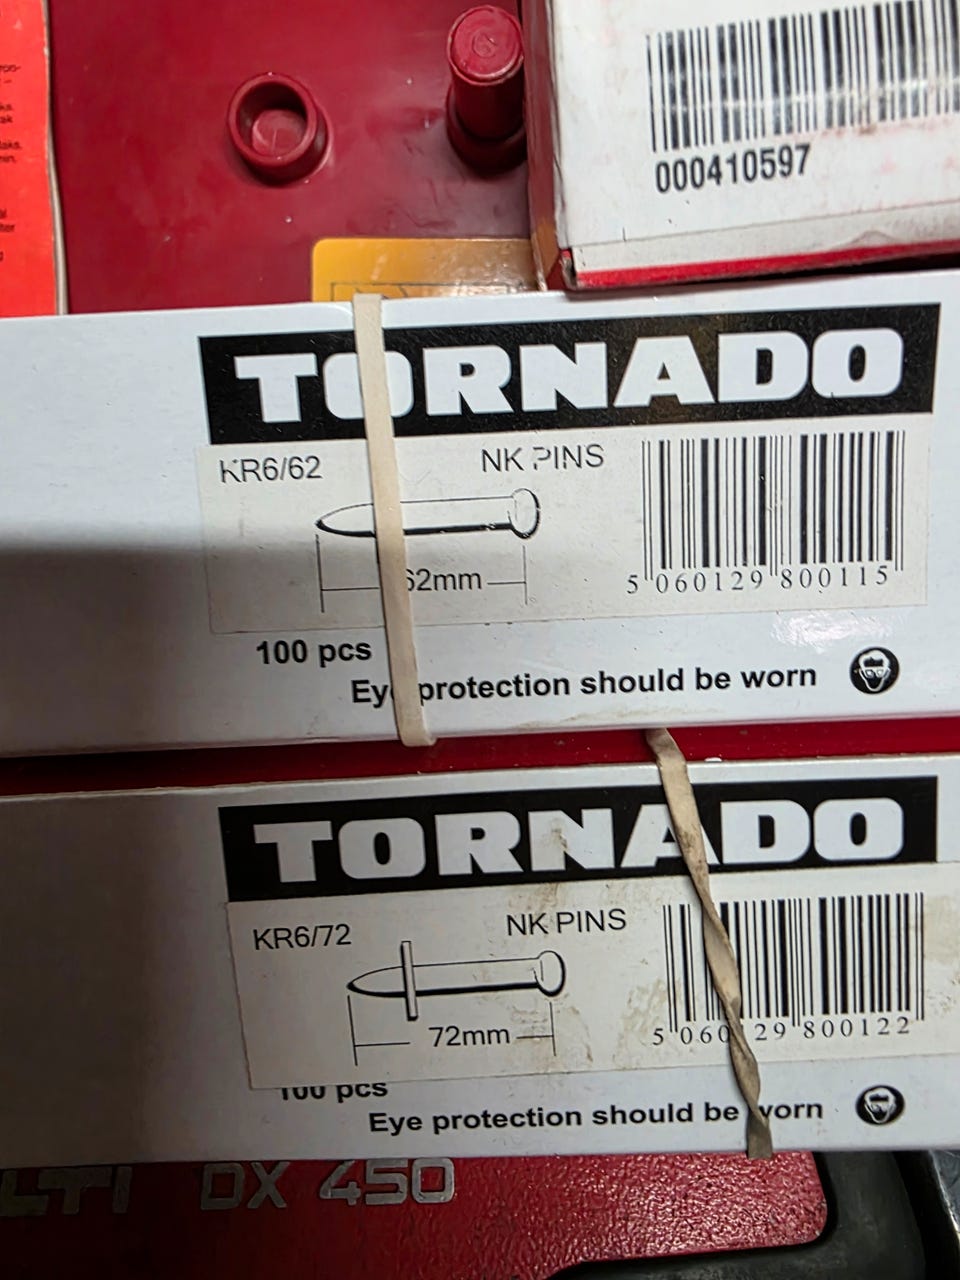 000410597
TORNADO
KR6/62
NK PINS
62mm
5 060129 800115
100 pcs
Eye protection should be worn
TORNADO
KR6/72
NK PINS
72mm
5 060129 800122
100 pcs
Eye protection should be worn
LTI DX 450